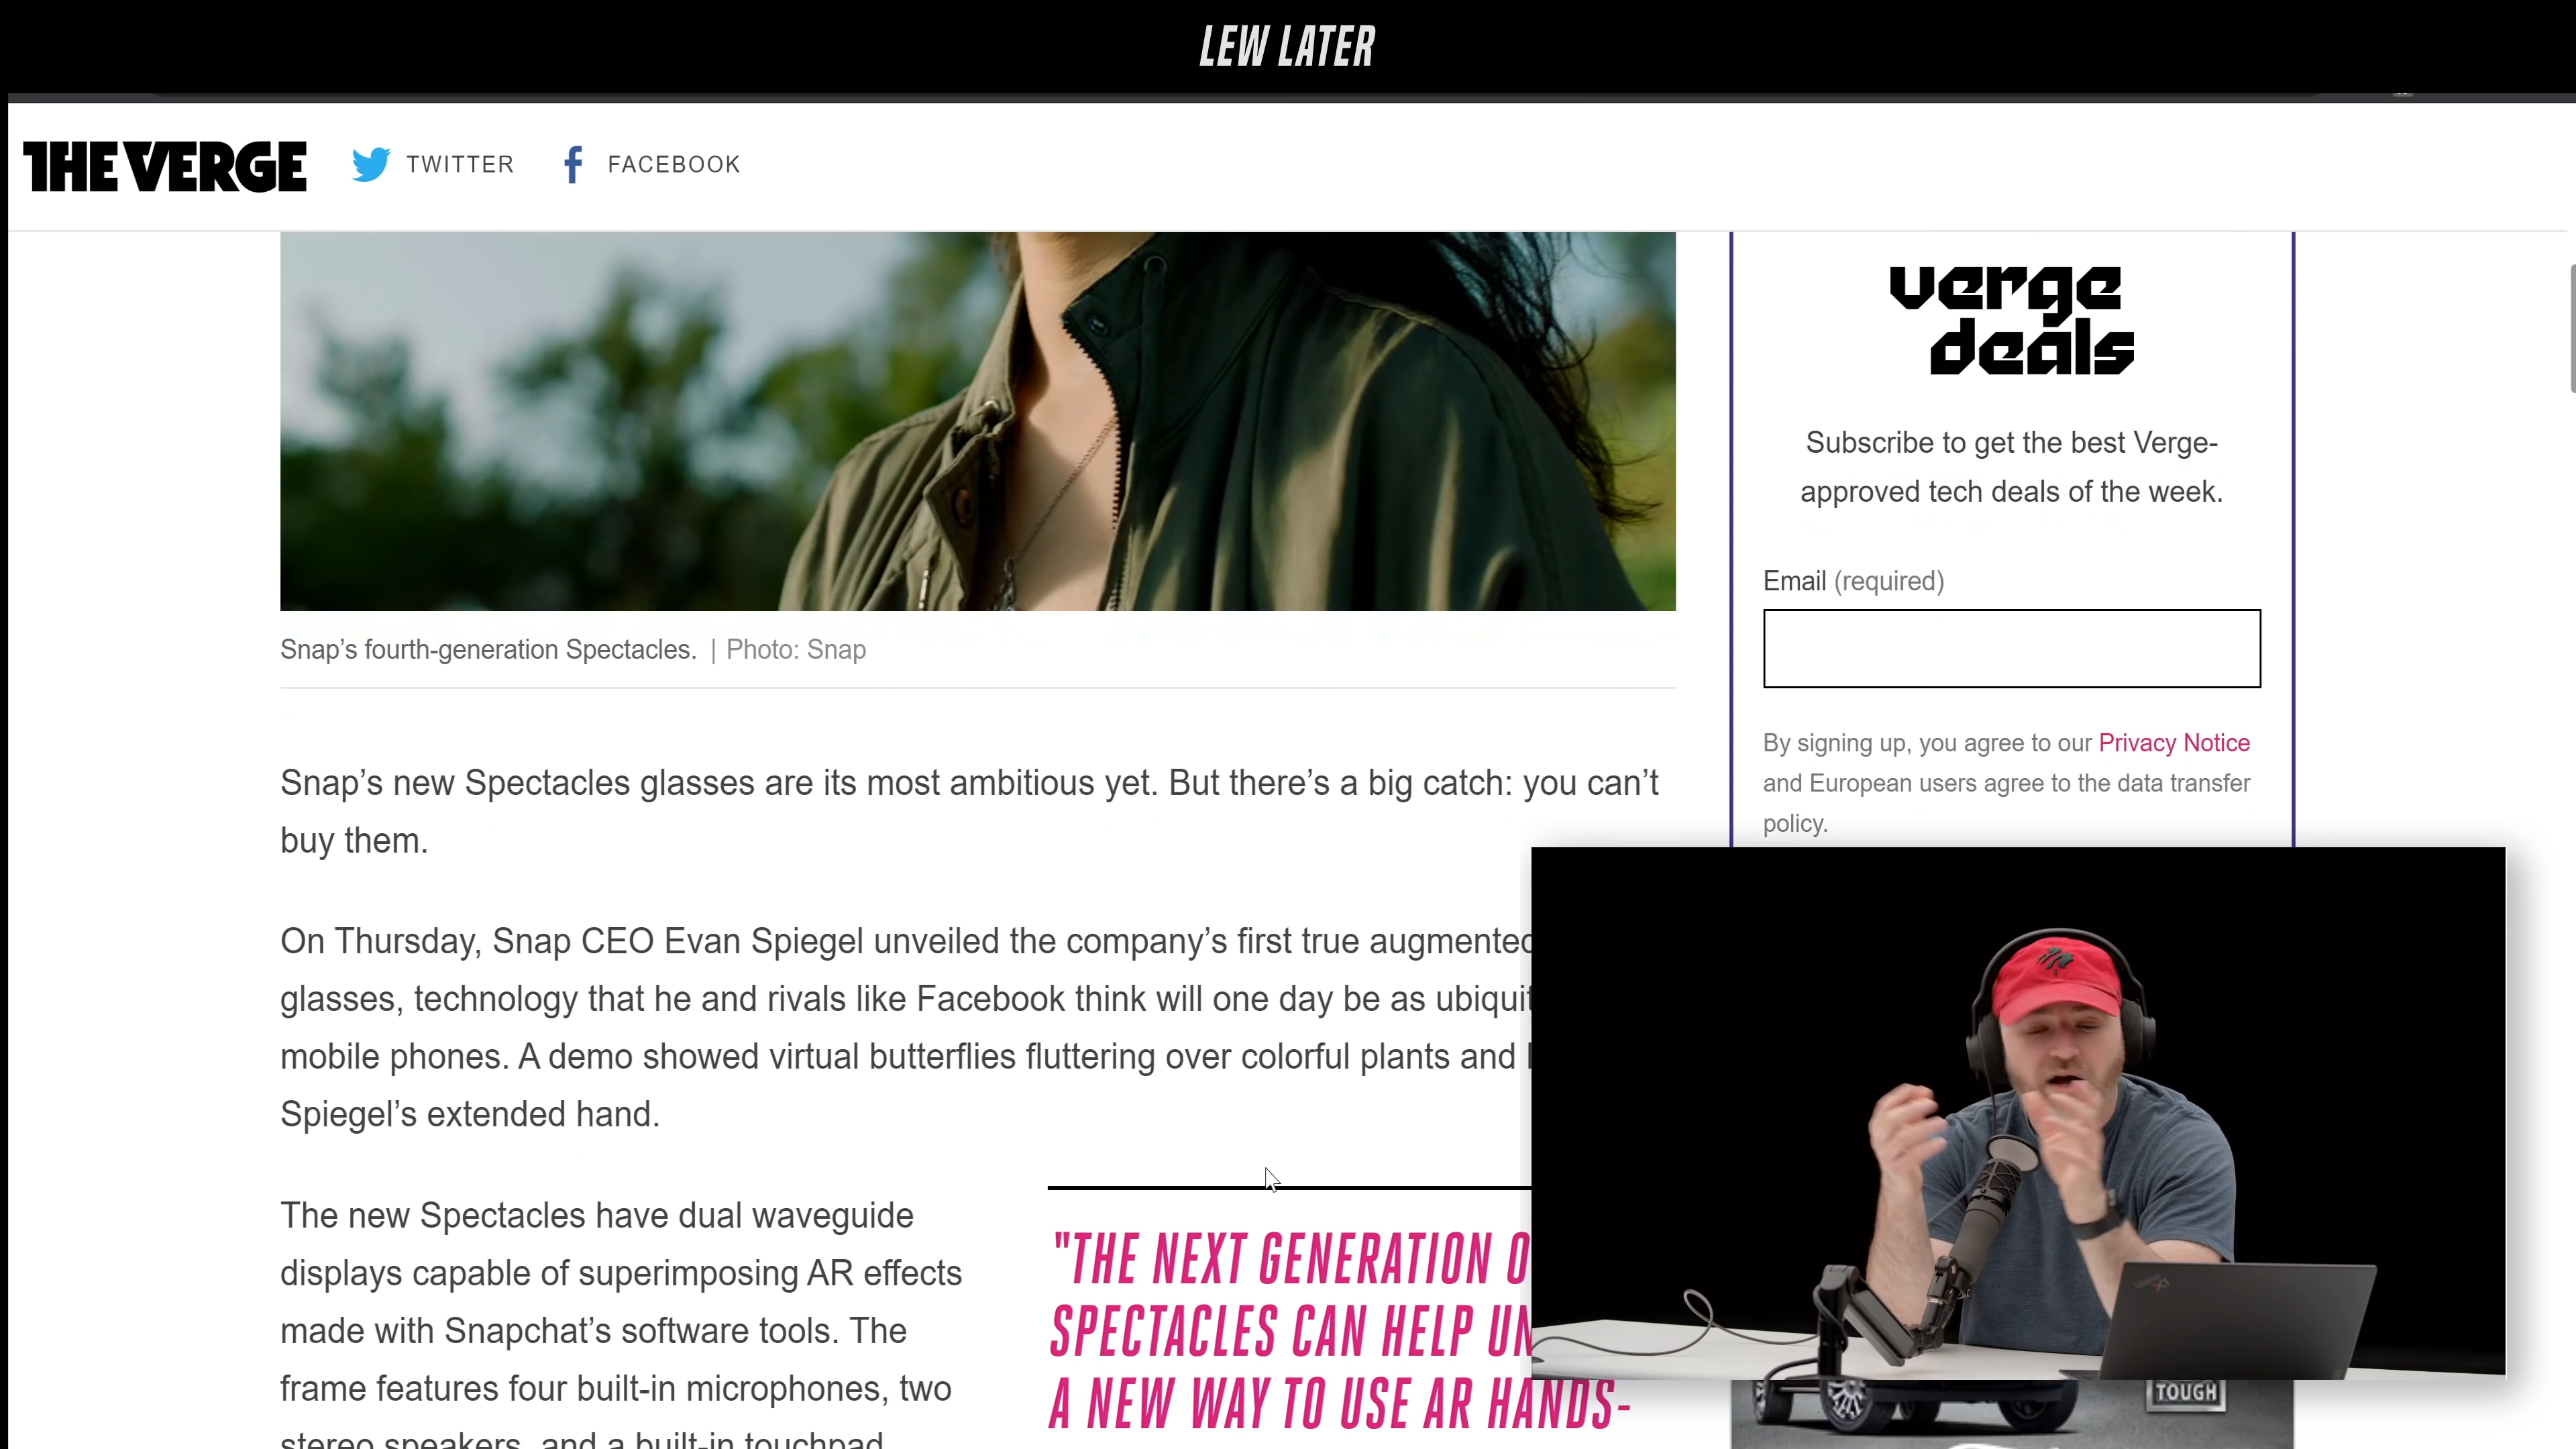 LEW LATER
THE VERGE
TWITTER
FACEBOOK
verge
deals
Subscribe to get the best Verge-
approved tech deals of the week.
Email (required)
By signing up, you agree to our Privacy Notice
and European users agree to the data transfer
policy.
Snap’s fourth-generation Spectacles. | Photo: Snap
Snap’s new Spectacles glasses are its most ambitious yet. But there’s a big catch: you can’t
buy them.
On Thursday, Snap CEO Evan Spiegel unveiled the company’s first true augmented
glasses, technology that he and rivals like Facebook think will one day be as
mobile phones. A demo showed virtual butterflies fluttering over colorful plants and
Spiegel’s extended hand.
The new Spectacles have dual waveguide
displays capable of superimposing AR effects
made with Snapchat’s software tools. The
frame features four built-in microphones, two
stereo speakers, and a built-in touchpad.
"THE NEXT GENERATION
SPECTACLES CAN HELP
A NEW WAY TO USE AR HANDS-
TOUGH